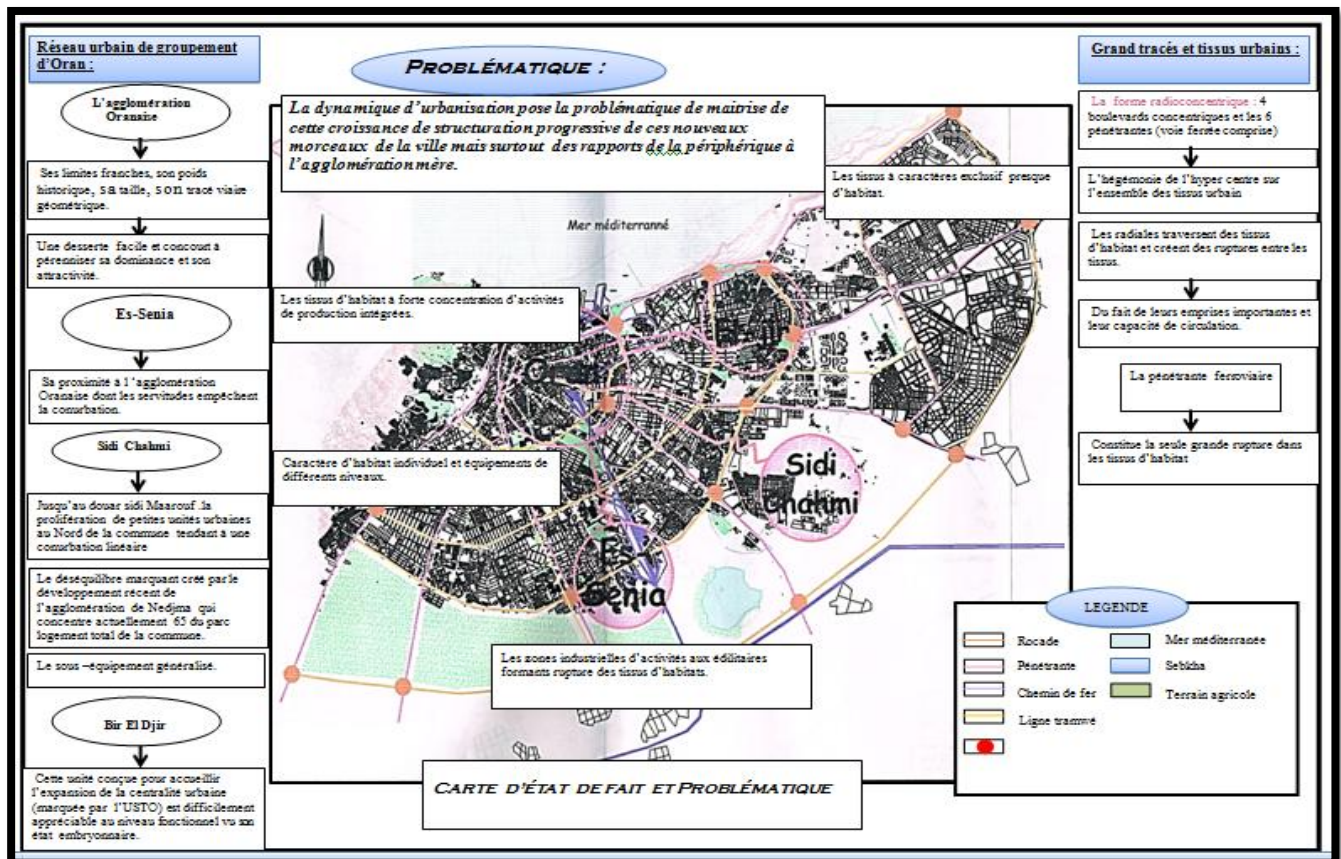 Réseau urbain de groupement
d'Oran :
L'agglomération
Oranaise
Ses limites franches, son poids
historique, sa taille, son tracé viaire
géométrique.
Une desserte facile et concourt à
pérenniser sa dominance et son
attractivité.
Es-Senia
Sa proximité à l'agglomération
Oranaise dont les servitudes empêchent
la conurbation.
Sidi Chahmi
Jusqu'au douar sidi Maarouf .la
prolifération de petites unités urbaines
au Nord de la commune tendant à une
conurbation linéaire
Le déséquilibre marquant créé par le
développement récent de
l'agglomération de Nedjma qui
concentre actuellement 65 du parc
logement total de la commune.
Le sous –équipement généralisé.
Bir El Djir
Cette unité conçue pour accueillir
l'expansion de la centralité urbaine
(marquée par l'USTO) est difficilement
appréciable au niveau fonctionnel vu son
état embryonnaire.
PROBLÉMATIQUE :
La dynamique d'urbanisation pose la problématique de maitrise de
cette croissance de structuration progressive de ces nouveaux
morceaux de la ville mais surtout des rapports de la périphérique à
l'agglomération mère.
Les tissus à caractères exclusif presque
d'habitat.
Mer méditerranné
Les tissus d'habitat à forte concentration d'activités
de production intégrées.
Caractère d'habitat individuel et équipements de
différents niveaux.
Sidi
Chahmi
Es-
Senia
Les zones industrielles d'activités aux édilitaires
formants rupture des tissus d'habitats.
CARTE D'ÉTAT DE FAIT ET PROBLÉMATIQUE
Grand tracés et tissus urbains :
La forme radioconcentrique : 4
boulevards concentriques et les 6
pénétrantes (voie ferrée comprise)
L'hégémonie de l'hyper centre sur
l'ensemble des tissus urbain
Les radiales traversent des tissus
d'habitat et créent des ruptures entre les
tissus.
Du fait de leurs emprises importantes et
leur capacité de circulation.
La pénétrante ferroviaire
Constitue la seule grande rupture dans
les tissus d'habitat
LEGENDE
Rocade
Pénétrante
Chemin de fer
Ligne tramwé
Mer méditerranée
Sebkha
Terrain agricole